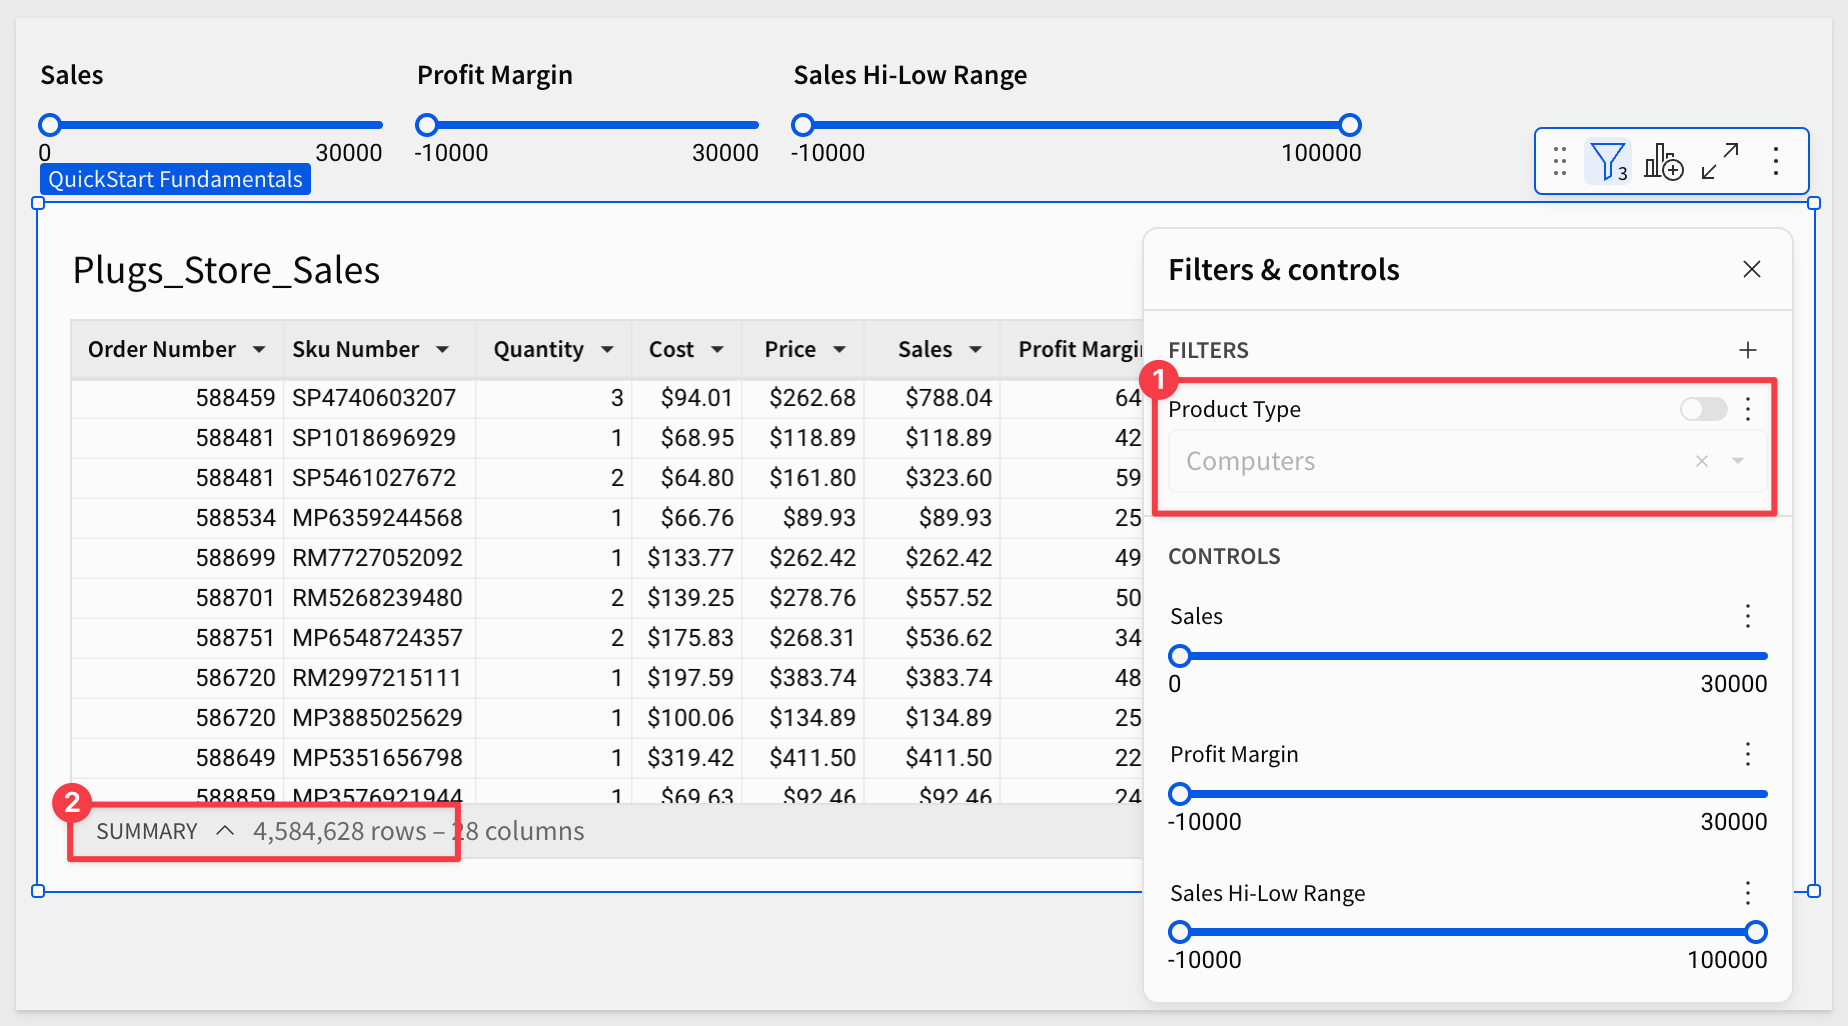 Sales
0 30000
Profit Margin
-10000 30000
Sales Hi-Low Range
-10000 100000
QuickStart Fundamentals
3
Plugs_Store_Sales
Order Number Sku Number Quantity Cost Price Sales Profit Margin
588459 SP4740603207 3 $94.01 $262.68 $788.04 64
588481 SP1018696929 1 $68.95 $118.89 $118.89 42
588481 SP5461027672 2 $64.80 $161.80 $323.60 59
588534 MP6359244568 1 $66.76 $89.93 $89.93 25
588699 RM7727052092 1 $133.77 $262.42 $262.42 49
588701 RM5268239480 2 $139.25 $278.76 $557.52 50
588751 MP6548724357 2 $175.83 $268.31 $536.62 34
586720 RM2997215111 1 $197.59 $383.74 $383.74 48
586720 MP3885025629 1 $100.06 $134.89 $134.89 25
588649 MP5351656798 1 $319.42 $411.50 $411.50 22
588859 MP3576921944 1 $69.63 $92.46 $92.46 24
2
SUMMARY 4,584,628 rows – 28 columns
Filters & controls
FILTERS
1
Product Type
Computers
CONTROLS
Sales
0 30000
Profit Margin
-10000 30000
Sales Hi-Low Range
-10000 100000